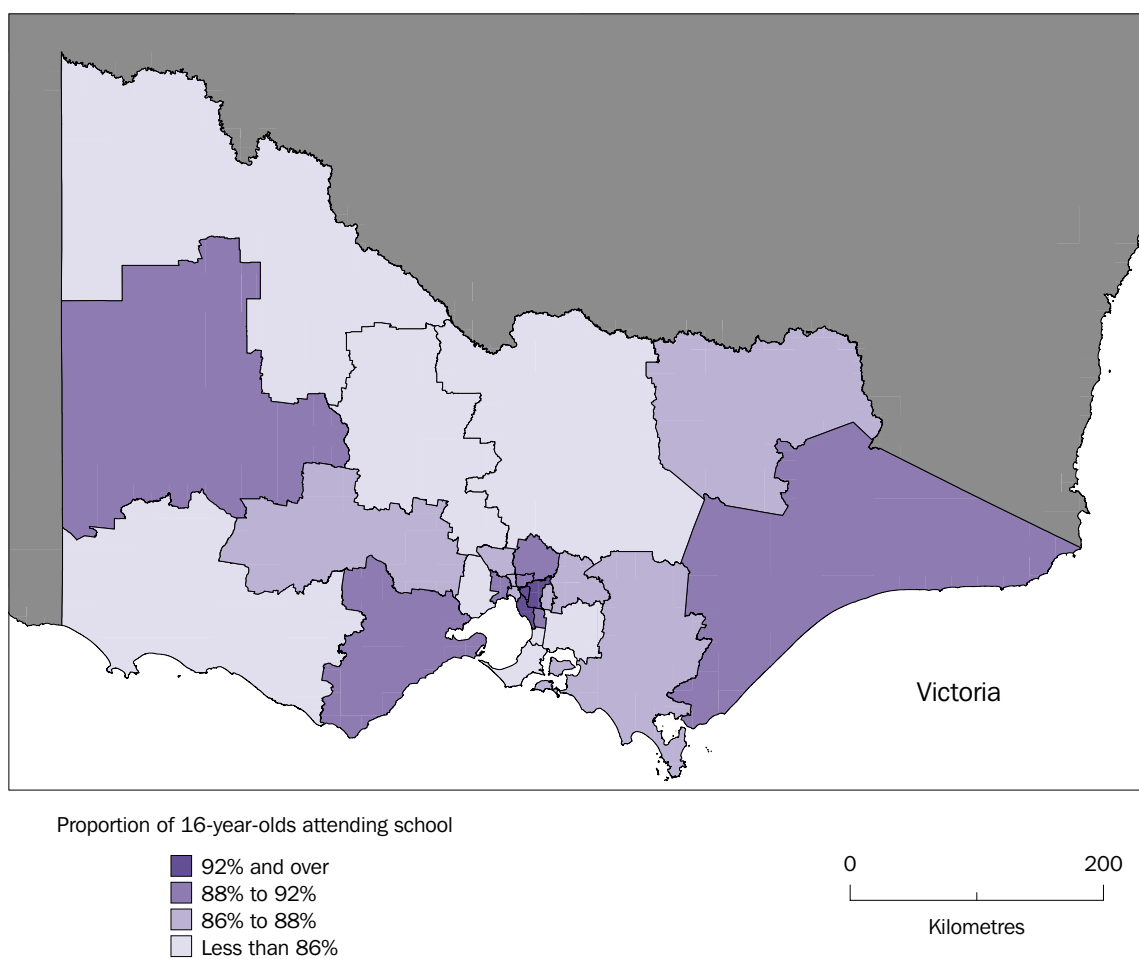 Victoria
Proportion of 16-year-olds attending school
92% and over
88% to 92%
86% to 88%
Less than 86%
0 200
Kilometres